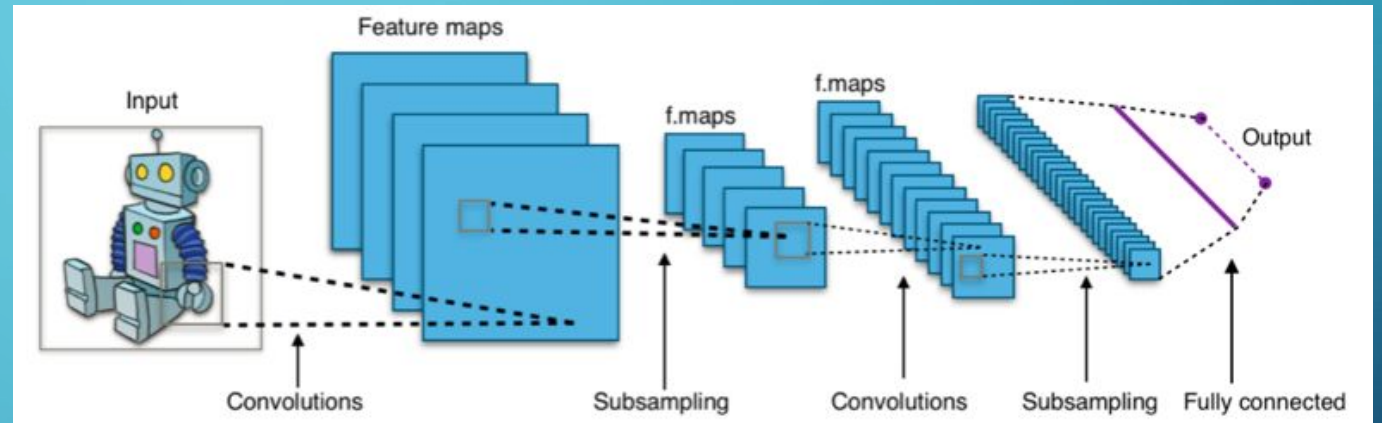 Feature maps
Input
f.maps
f.maps
Output
Convolutions
Subsampling
Convolutions
Subsampling
Fully connected